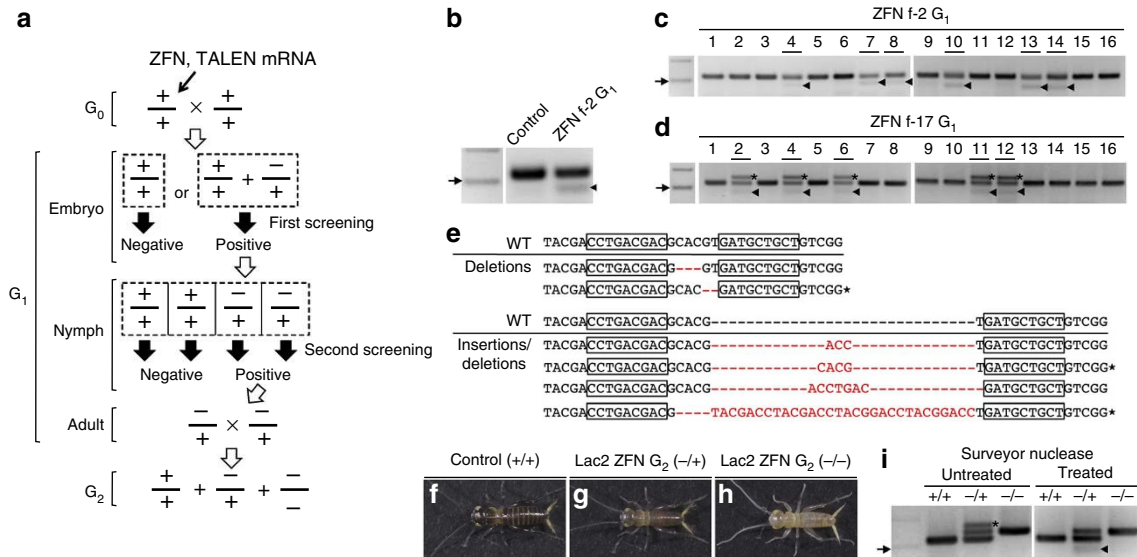 a
ZFN, TALEN mRNA
G0 + / + × + / +
G1
Embryo
+ / + or + / + + − / +
First screening
Negative Positive
Nymph
+ / + + / + − / + − / +
Second screening
Negative Positive
Adult
− / + × − / +
G2
+ / + + − / + + − / −
b
Control ZFN f-2 G1
c
ZFN f-2 G1
1 2 3 4 5 6 7 8 9 10 11 12 13 14 15 16
d
ZFN f-17 G1
1 2 3 4 5 6 7 8 9 10 11 12 13 14 15 16
* * * * *
e
WT TACGACCTGACGACGCACGTGATGCTGCTGTCGG
Deletions TACGACCTGACGACG---GTGATGCTGCTGTCGG
TACGACCTGACGACGCAC--GATGCTGCTGTCGG★
WT TACGACCTGACGACGCACG----------------------------TGATGCTGCTGTCGG
Insertions/
deletions
TACGACCTGACGACGCACG------------ACC-------------TGATGCTGCTGTCGG
TACGACCTGACGACGCACG-----------CACG-------------TGATGCTGCTGTCGG★
TACGACCTGACGACGCACG----------ACCTGAC------------GATGCTGCTGTCGG
TACGACCTGACGACG----TACGACCTACGACCTACGGACCTACGGACCTGATGCTGCTGTCGG★
Control (+/+) Lac2 ZFN G2 (−/+) Lac2 ZFN G2 (−/−)
f g h
i
Surveyor nuclease
Untreated Treated
+/+ −/+ −/− +/+ −/+ −/−
*